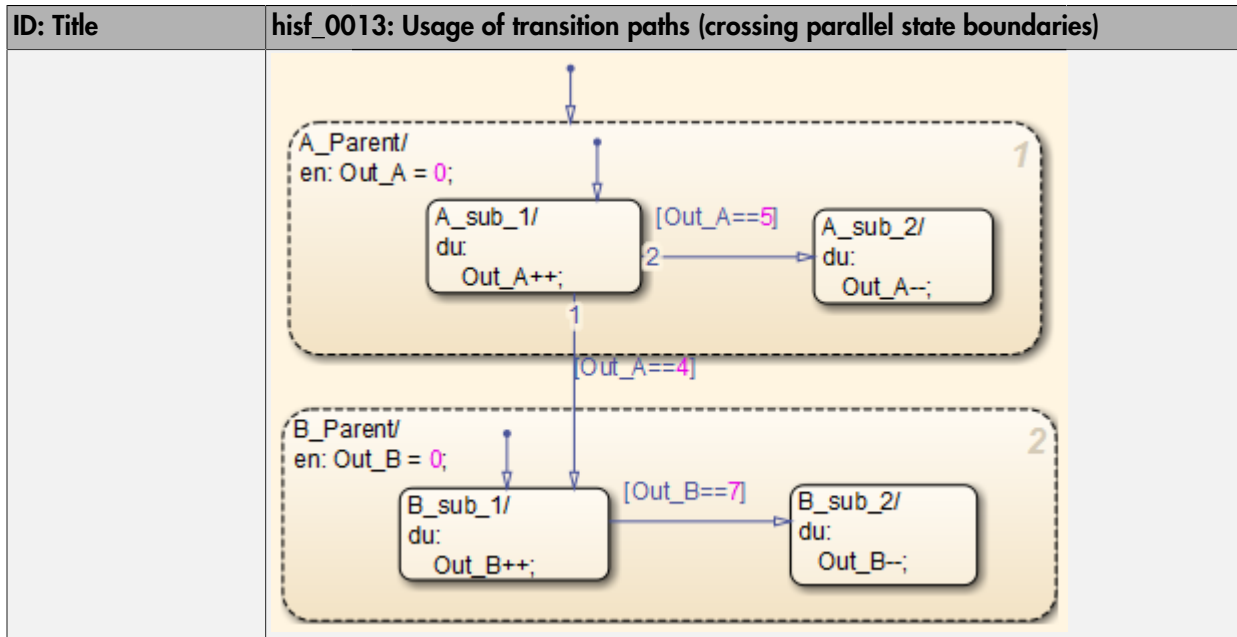 ID: Title
hisf_0013: Usage of transition paths (crossing parallel state boundaries)
A_Parent/
en: Out_A = 0;
1
A_sub_1/
du:
Out_A++;
[Out_A==5]
2
A_sub_2/
du:
Out_A--;
1
[Out_A==4]
B_Parent/
en: Out_B = 0;
2
B_sub_1/
du:
Out_B++;
[Out_B==7]
B_sub_2/
du:
Out_B--;